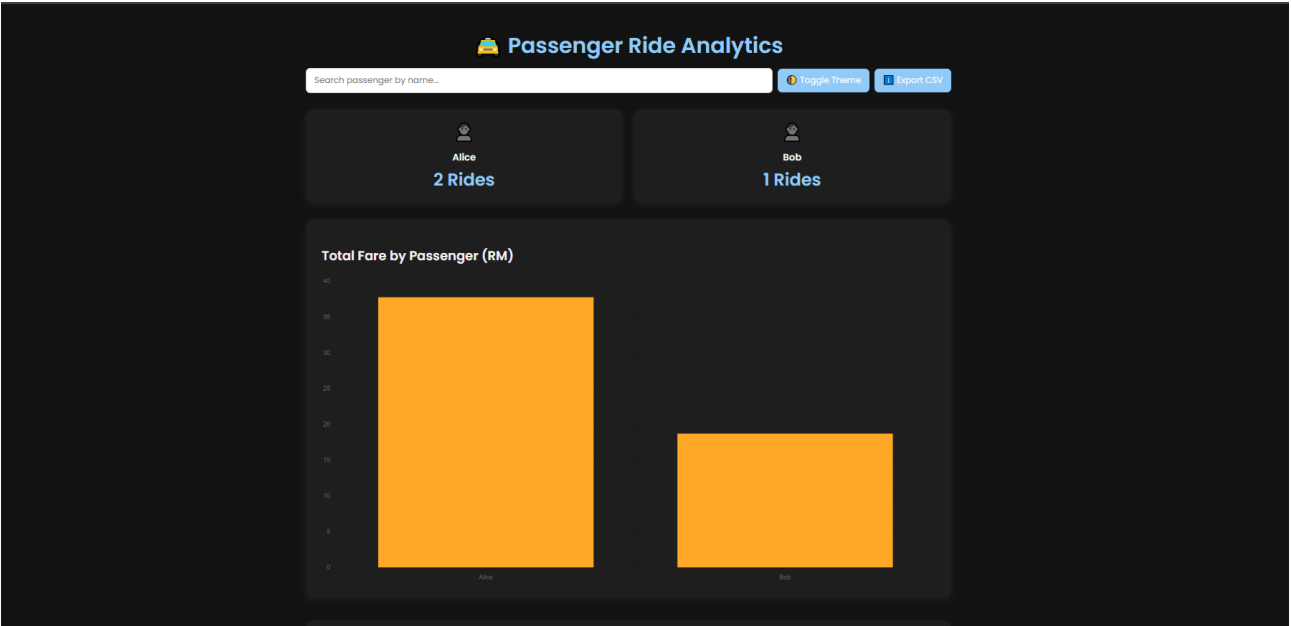 Passenger Ride Analytics
Search passenger by name...
Toggle Theme
Export CSV
Alice
2 Rides
Bob
1 Rides
Total Fare by Passenger (RM)
40
35
30
25
20
15
10
5
0
Alice
Bob